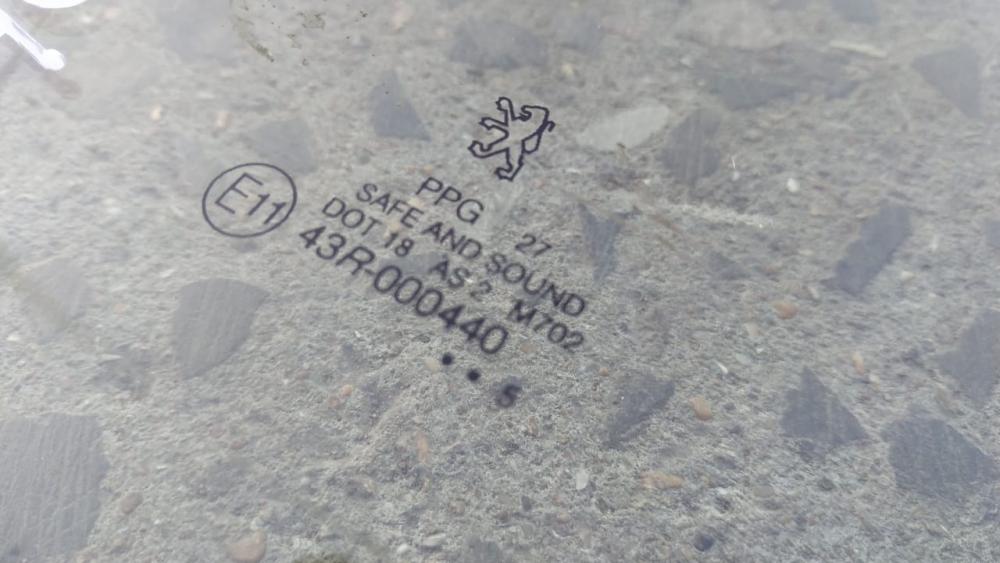 PPG 27
SAFE AND SOUND
DOT 18 AS 2 M702
E11
43R-000440
.. 5